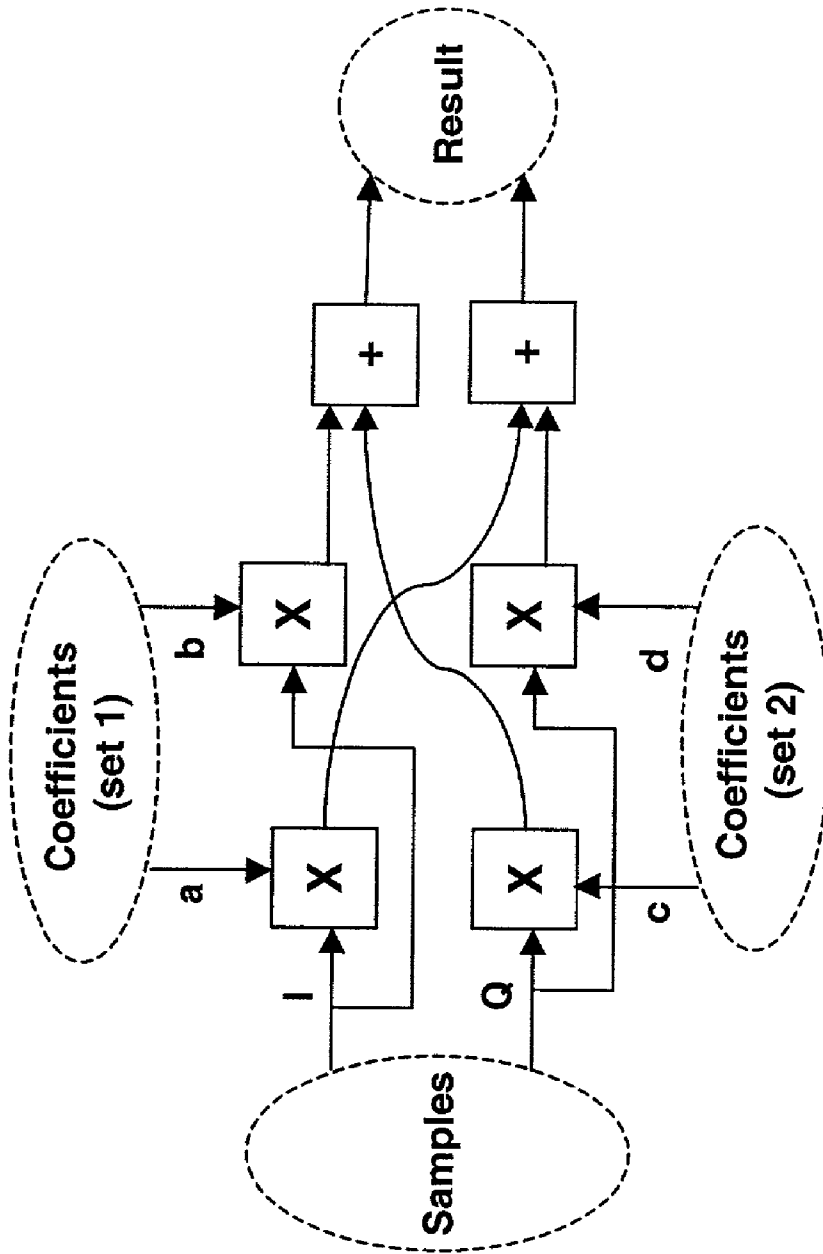 Coefficients
(set 1)
a
b
I
X
X
+
Samples
Result
Q
X
X
+
c
d
Coefficients
(set 2)